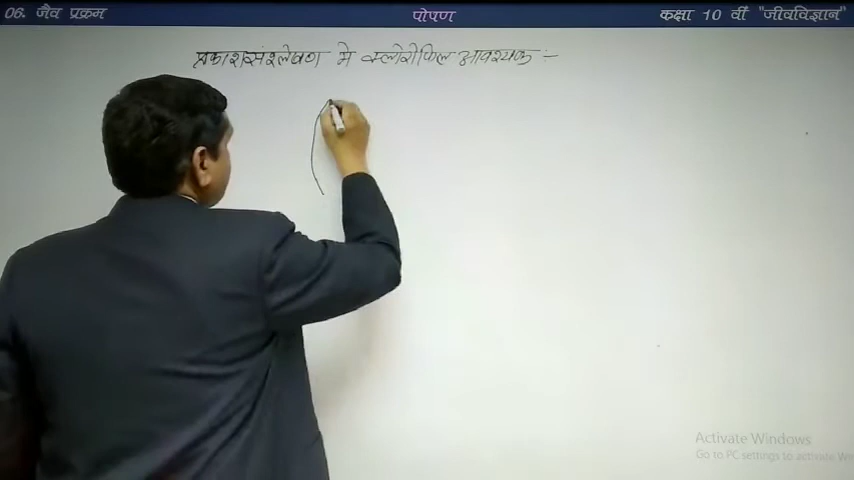 06. जैव प्रक्रम पोषण कक्षा 10 वीं "जीवविज्ञान"
प्रकाशसंश्लेषण मे क्लोरोफिल आवश्यक :-
Activate Windows
Go to PC settings to activate Win